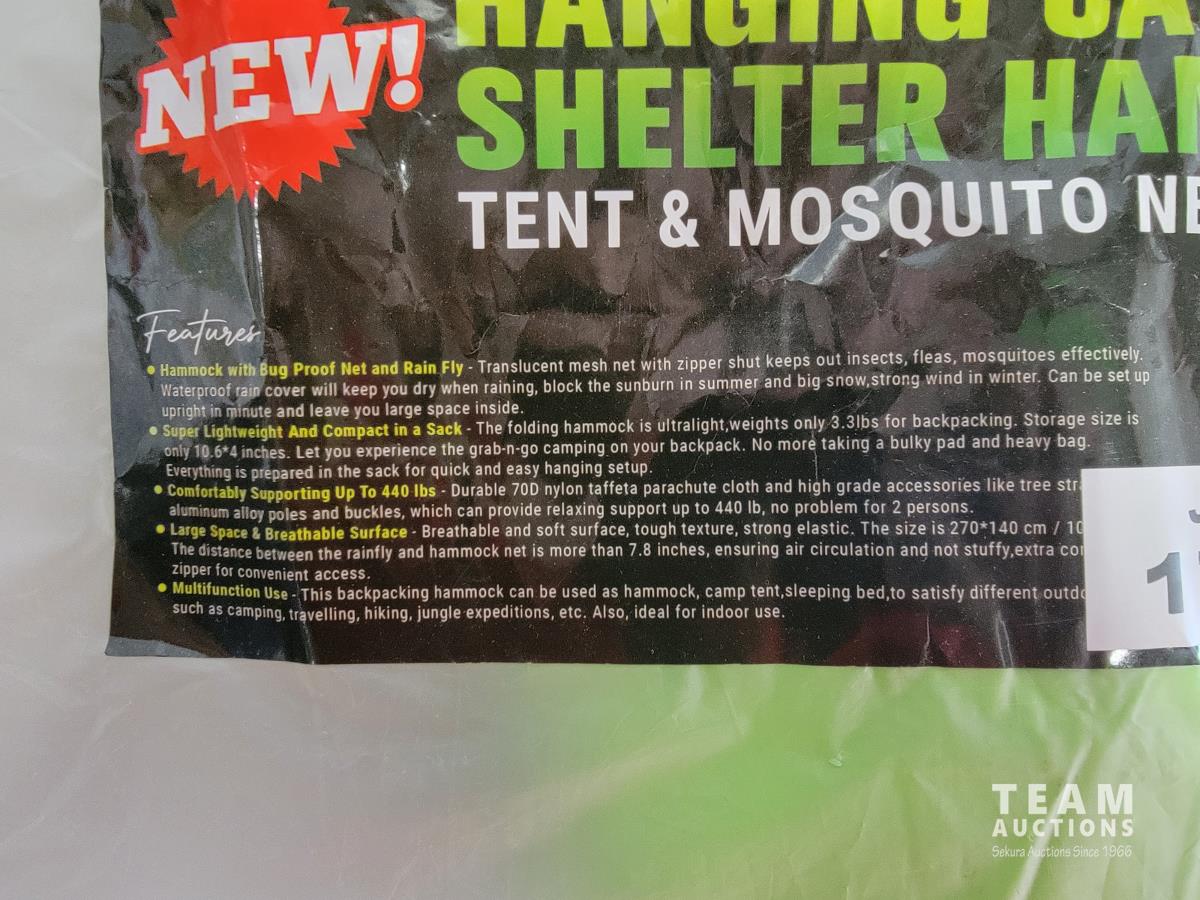 NEW!
HANGING
SHELTER
TENT & MOSQUITO
Features
• Hammock with Bug Proof Net and Rain Fly - Translucent mesh net with zipper shut keeps out insects, fleas, mosquitoes effectively.
Waterproof rain cover will keep you dry when raining, block the sunburn in summer and big snow,strong wind in winter. Can be set up
upright in minute and leave you large space inside.
• Super Lightweight And Compact in a Sack - The folding hammock is ultralight,weights only 3.3lbs for backpacking. Storage size is
only 10.6*4 inches. Let you experience the grab-n-go camping on your backpack. No more taking a bulky pad and heavy bag.
Everything is prepared in the sack for quick and easy hanging setup.
• Comfortably Supporting Up To 440 lbs - Durable 70D nylon taffeta parachute cloth and high grade accessories like tree
aluminum alloy poles and buckles, which can provide relaxing support up to 440 lb, no problem for 2 persons.
• Large Space & Breathable Surface - Breathable and soft surface, tough texture, strong elastic. The size is 270*140 cm /
The distance between the rainfly and hammock net is more than 7.8 inches, ensuring air circulation and not stuffy,extra
zipper for convenient access.
• Multifunction Use - This backpacking hammock can be used as hammock, camp tent,sleeping bed,to satisfy different
such as camping, travelling, hiking, jungle expeditions, etc. Also, ideal for indoor use.
TEAM
AUCTIONS
Sekura Auctions Since 1966